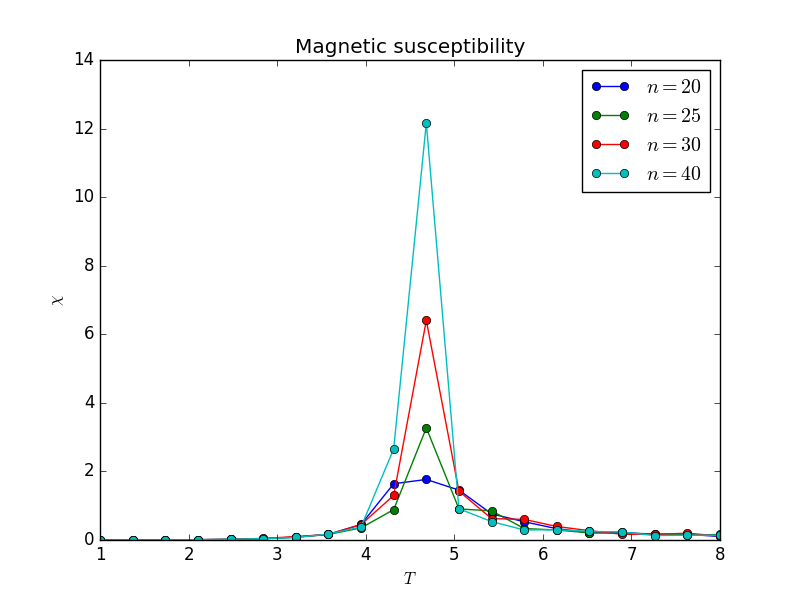 Magnetic susceptibility
14
12
10
8
6
4
2
0
χ
n = 20
n = 25
n = 30
n = 40
1 2 3 4 5 6 7 8
T